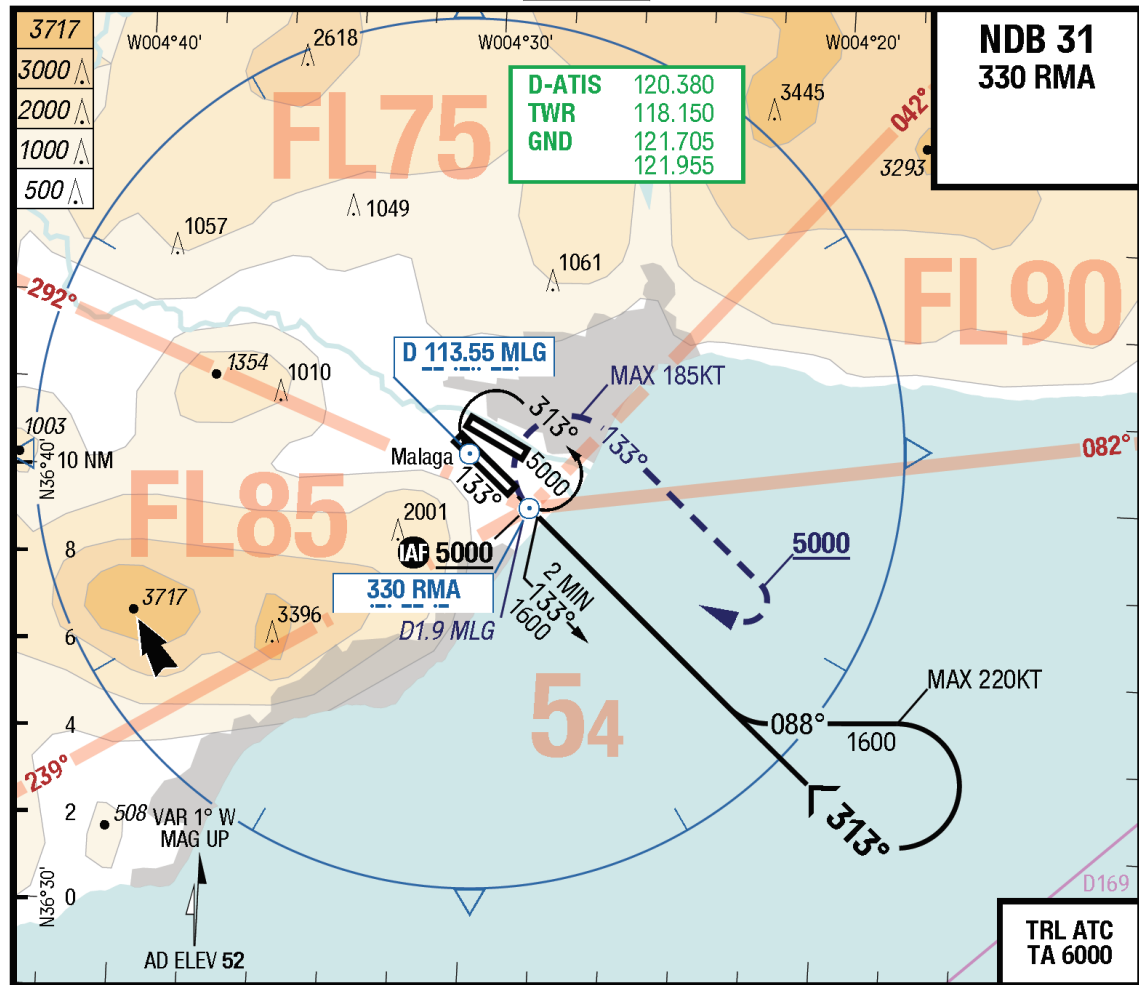 3717
3000
2000
1000
500
W004°40'
2618
W004°30'
W004°20'
NDB 31
330 RMA
D-ATIS 120.380
TWR 118.150
GND 121.705
121.955
3445
042°
3293
FL75
1049
1057
1061
FL90
292°
D 113.55 MLG
MAX 185KT
1354
1010
313°
133°
1003
10 NM
N36°40'
Malaga
5000
133°
082°
FL85
2001
IAF 5000
5000
330 RMA
2 MIN
133°
1600
D1.9 MLG
3717
3396
8
6
4
2
0
54
MAX 220KT
088°
1600
239°
313°
508
VAR 1° W
MAG UP
N36°30'
D169
AD ELEV 52
TRL ATC
TA 6000